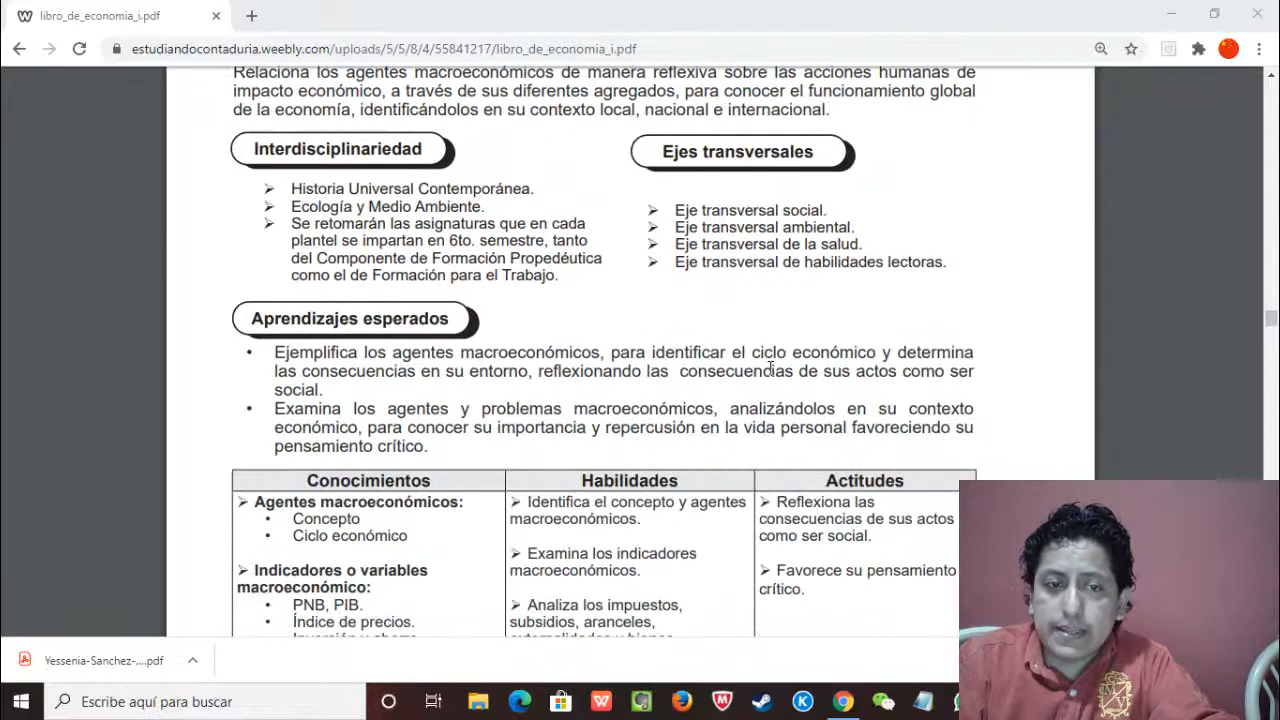 libro_de_economia_i.pdf
estudiandocontaduria.weebly.com/uploads/5/5/8/4/55841217/libro_de_economia_i.pdf
Relaciona los agentes macroeconómicos de manera reflexiva sobre las acciones humanas de
impacto económico, a través de sus diferentes agregados, para conocer el funcionamiento global
de la economía, identificándolos en su contexto local, nacional e internacional.
Interdisciplinariedad
Historia Universal Contemporánea.
Ecología y Medio Ambiente.
Se retomarán las asignaturas que en cada
plantel se impartan en 6to. semestre, tanto
del Componente de Formación Propedéutica
como el de Formación para el Trabajo.
Ejes transversales
Eje transversal social.
Eje transversal ambiental.
Eje transversal de la salud.
Eje transversal de habilidades lectoras.
Aprendizajes esperados
• Ejemplifica los agentes macroeconómicos, para identificar el ciclo económico y determina
las consecuencias en su entorno, reflexionando las consecuencias de sus actos como ser
social.
• Examina los agentes y problemas macroeconómicos, analizándolos en su contexto
económico, para conocer su importancia y repercusión en la vida personal favoreciendo su
pensamiento crítico.
Conocimientos
Agentes macroeconómicos:
• Concepto
• Ciclo económico
Indicadores o variables
macroeconómico:
• PNB, PIB.
• Índice de precios.
Inversión y ahorro
Habilidades
Identifica el concepto y agentes
macroeconómicos.
Examina los indicadores
macroeconómicos.
Analiza los impuestos,
subsidios, aranceles,
externalidades y bienes
Actitudes
Reflexiona las
consecuencias de sus actos
como ser social.
Favorece su pensamiento
crítico.
Yessenia-Sanchez-....pdf
Escribe aquí para buscar